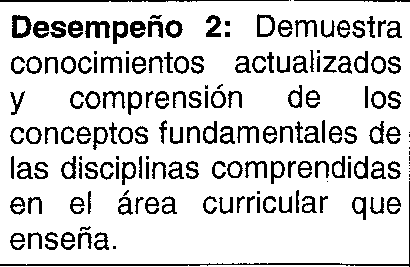 Desempeño 2: Demuestra
conocimientos actualizados
y comprensión de los
conceptos fundamentales de
las disciplinas comprendidas
en el área curricular que
enseña.